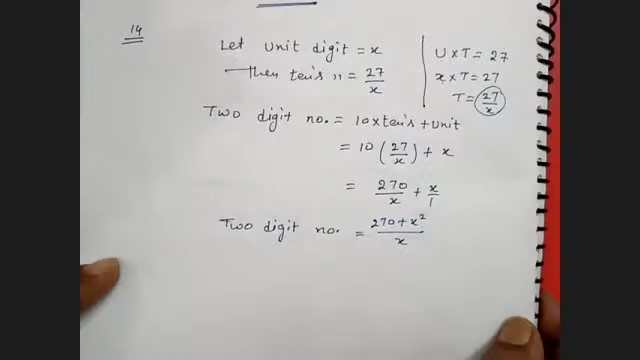 14
Let unit digit = x
Then ten's " = 27/x
U x T = 27
x x T = 27
T = 27/x
Two digit no. = 10 x ten's + unit
= 10 (27/x) + x
= 270/x + x/1
Two digit no. = 270 + x²/x